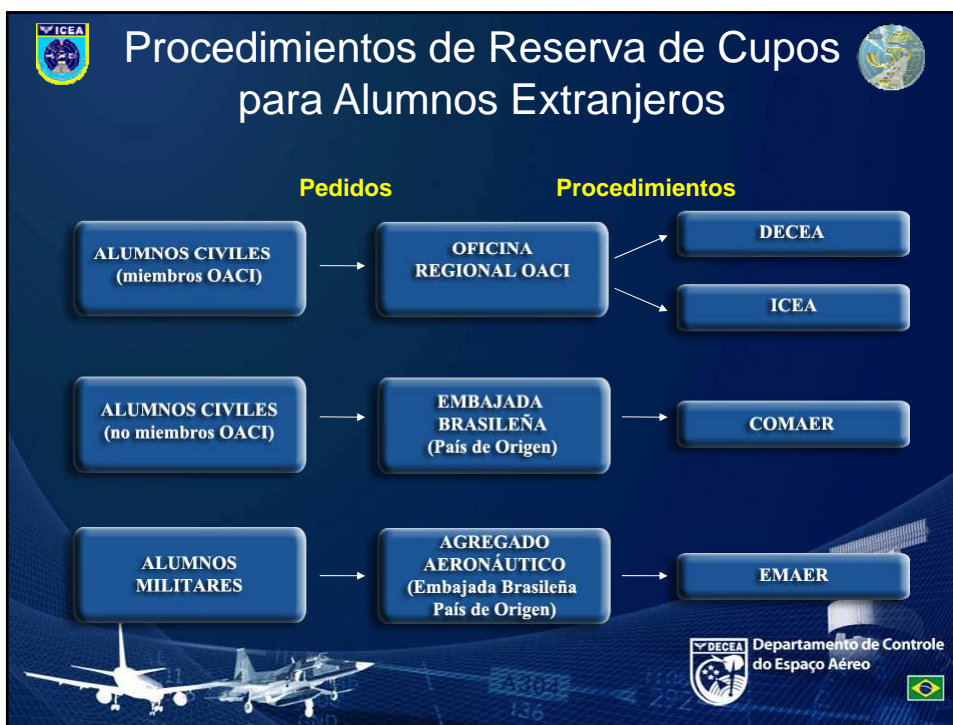 ICEA
Procedimientos de Reserva de Cupos
para Alumnos Extranjeros
Pedidos
Procedimientos
ALUMNOS CIVILES
(miembros OACI)
OFICINA
REGIONAL OACI
DECEA
ICEA
ALUMNOS CIVILES
(no miembros OACI)
EMBAJADA
BRASILEÑA
(País de Origen)
COMAER
ALUMNOS
MILITARES
AGREGADO
AERONÁUTICO
(Embajada Brasileña
País de Origen)
EMAER
DECEA
Departamento de Controle
do Espaço Aéreo
A304
136